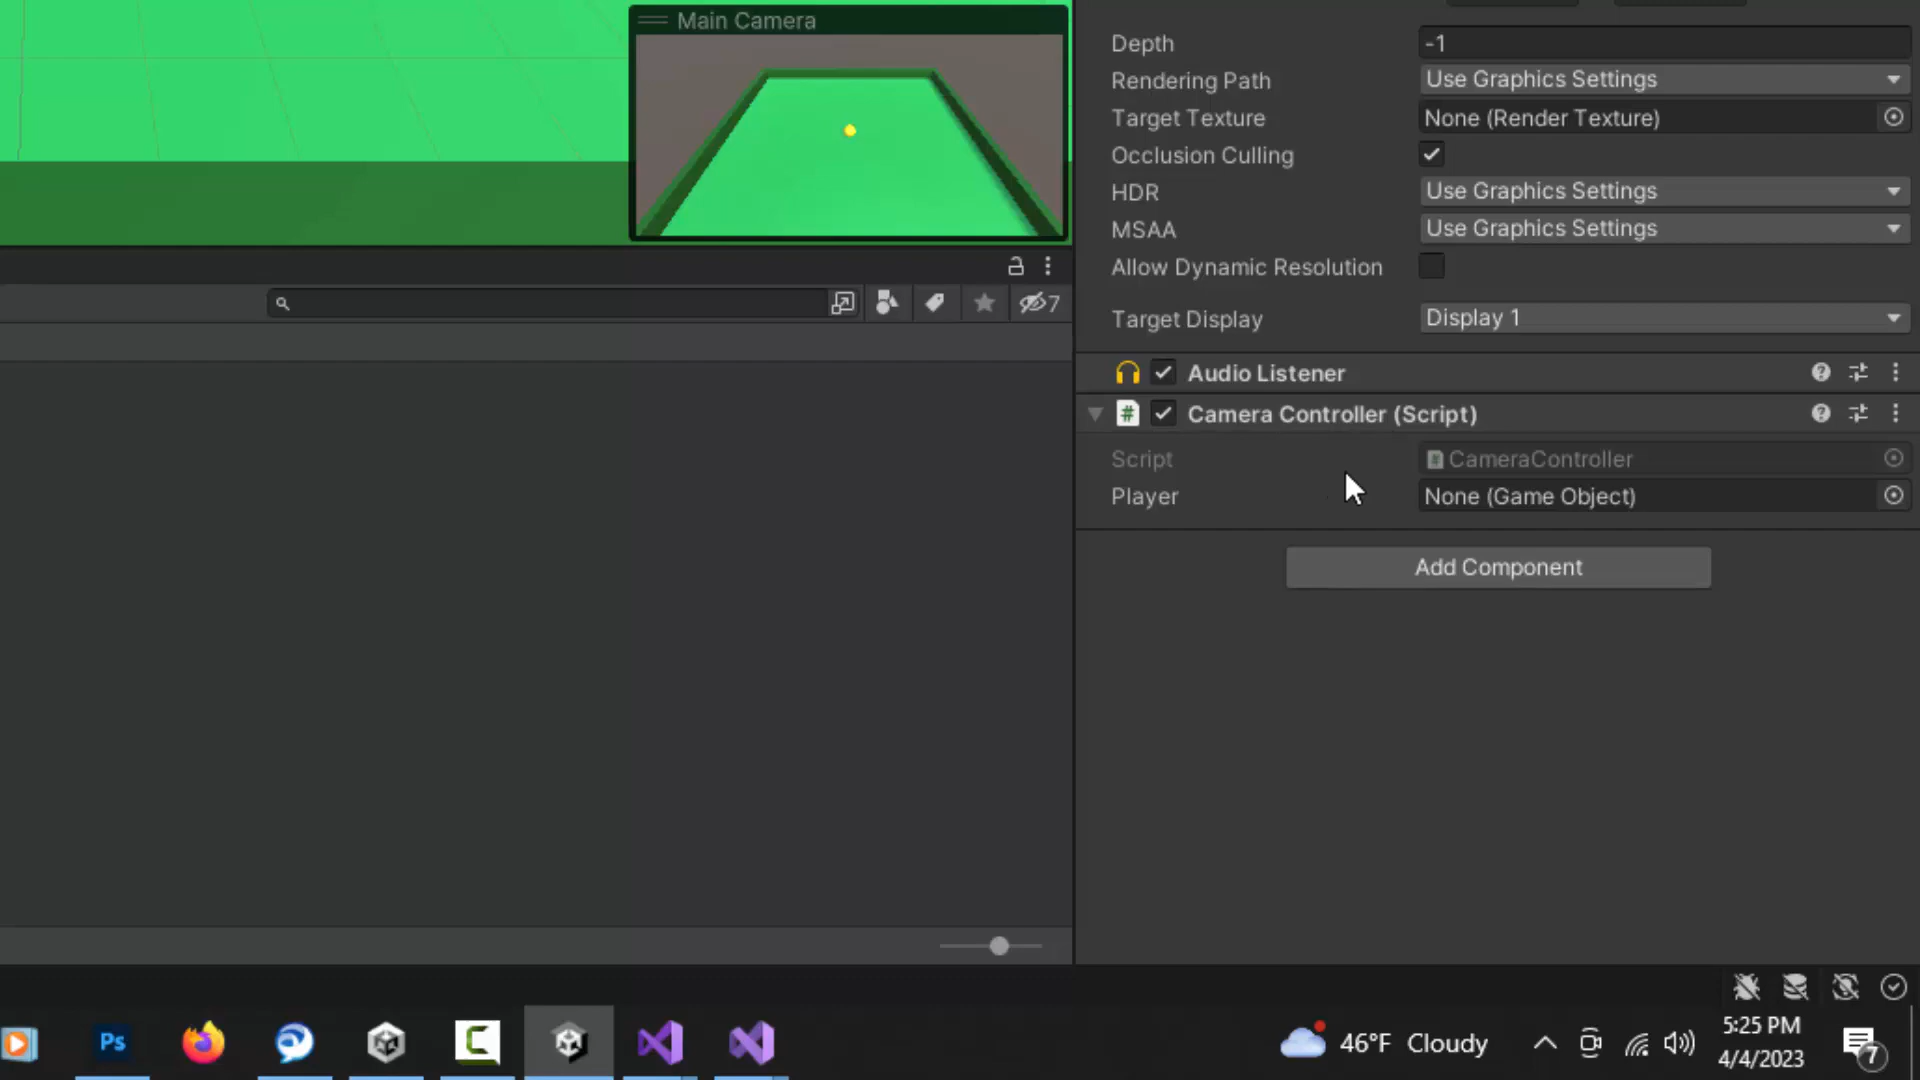 Main Camera
Depth
-1
Rendering Path
Use Graphics Settings
Target Texture
None (Render Texture)
Occlusion Culling
HDR
Use Graphics Settings
MSAA
Use Graphics Settings
Allow Dynamic Resolution
Target Display
Display 1
7
Audio Listener
Camera Controller (Script)
Script
CameraController
Player
None (Game Object)
Add Component
Ps
46°F Cloudy
5:25 PM
4/4/2023
7